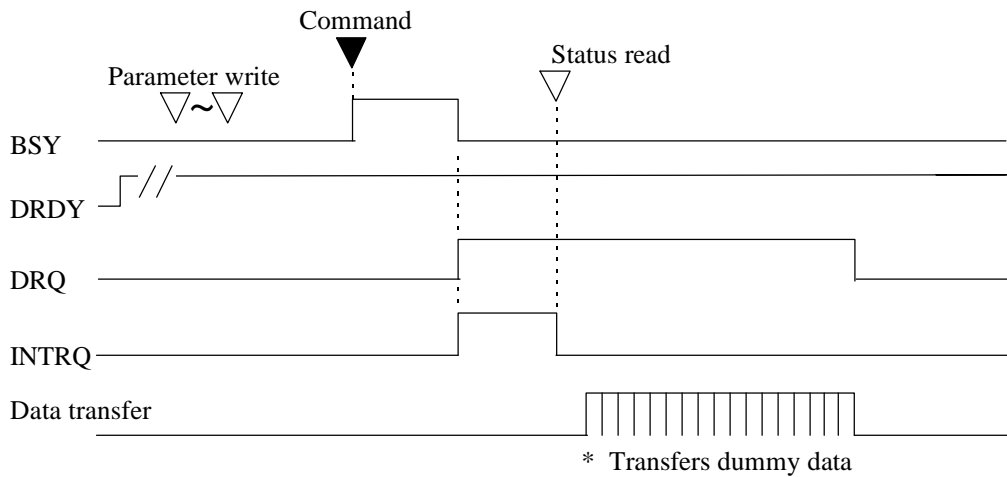 Command
Status read
Parameter write
~
BSY
DRDY
DRQ
INTRQ
Data transfer
* Transfers dummy data